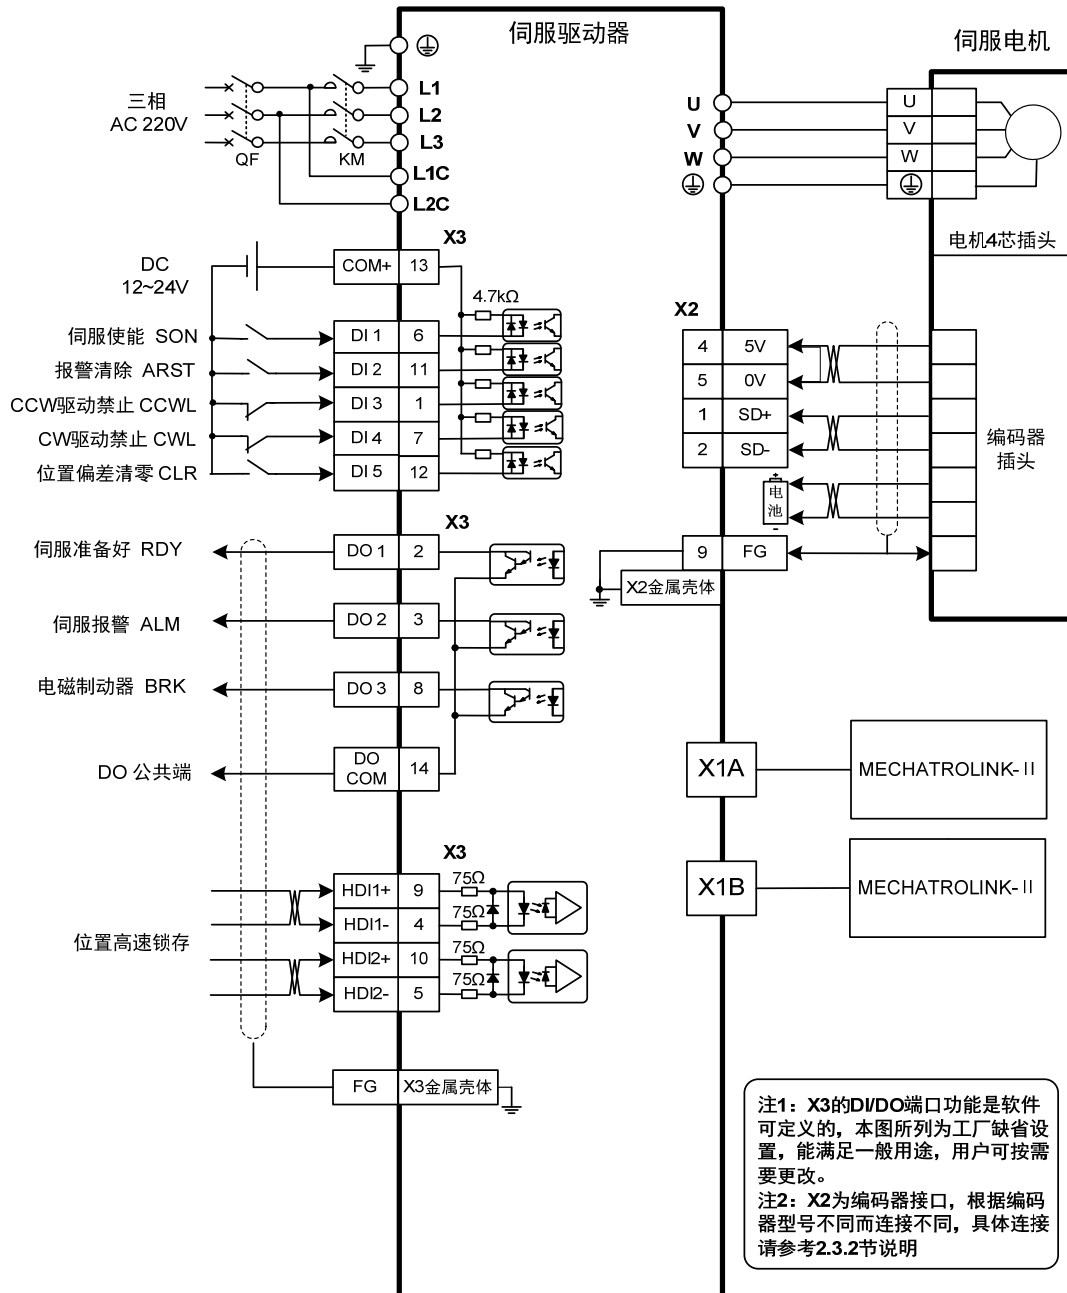 伺服驱动器
伺服电机
三相
AC 220V
QF
KM
L1
L2
L3
L1C
L2C
U
V
W
U
V
W
电机4芯插头
X3
DC
12~24V
COM+ 13
4.7kΩ
伺服使能 SON
DI 1 6
报警清除 ARST
DI 2 11
CCW驱动禁止 CCWL
DI 3 1
CW驱动禁止 CWL
DI 4 7
位置偏差清零 CLR
DI 5 12
X2
4 5V
5 0V
1 SD+
2 SD-
+
电
池
-
9 FG
X2金属壳体
编码器
插头
X3
伺服准备好 RDY
DO 1 2
伺服报警 ALM
DO 2 3
电磁制动器 BRK
DO 3 8
DO 公共端
DO
COM
14
X1A
MECHATROLINK-II
X1B
MECHATROLINK-II
X3
位置高速锁存
HDI1+ 9 75Ω
HDI1- 4 75Ω
HDI2+ 10 75Ω
HDI2- 5 75Ω
FG X3金属壳体
注1：X3的DI/DO端口功能是软件
可定义的，本图所列为工厂缺省设
置，能满足一般用途，用户可按需
要更改。
注2：X2为编码器接口，根据编码
器型号不同而连接不同，具体连接
请参考2.3.2节说明